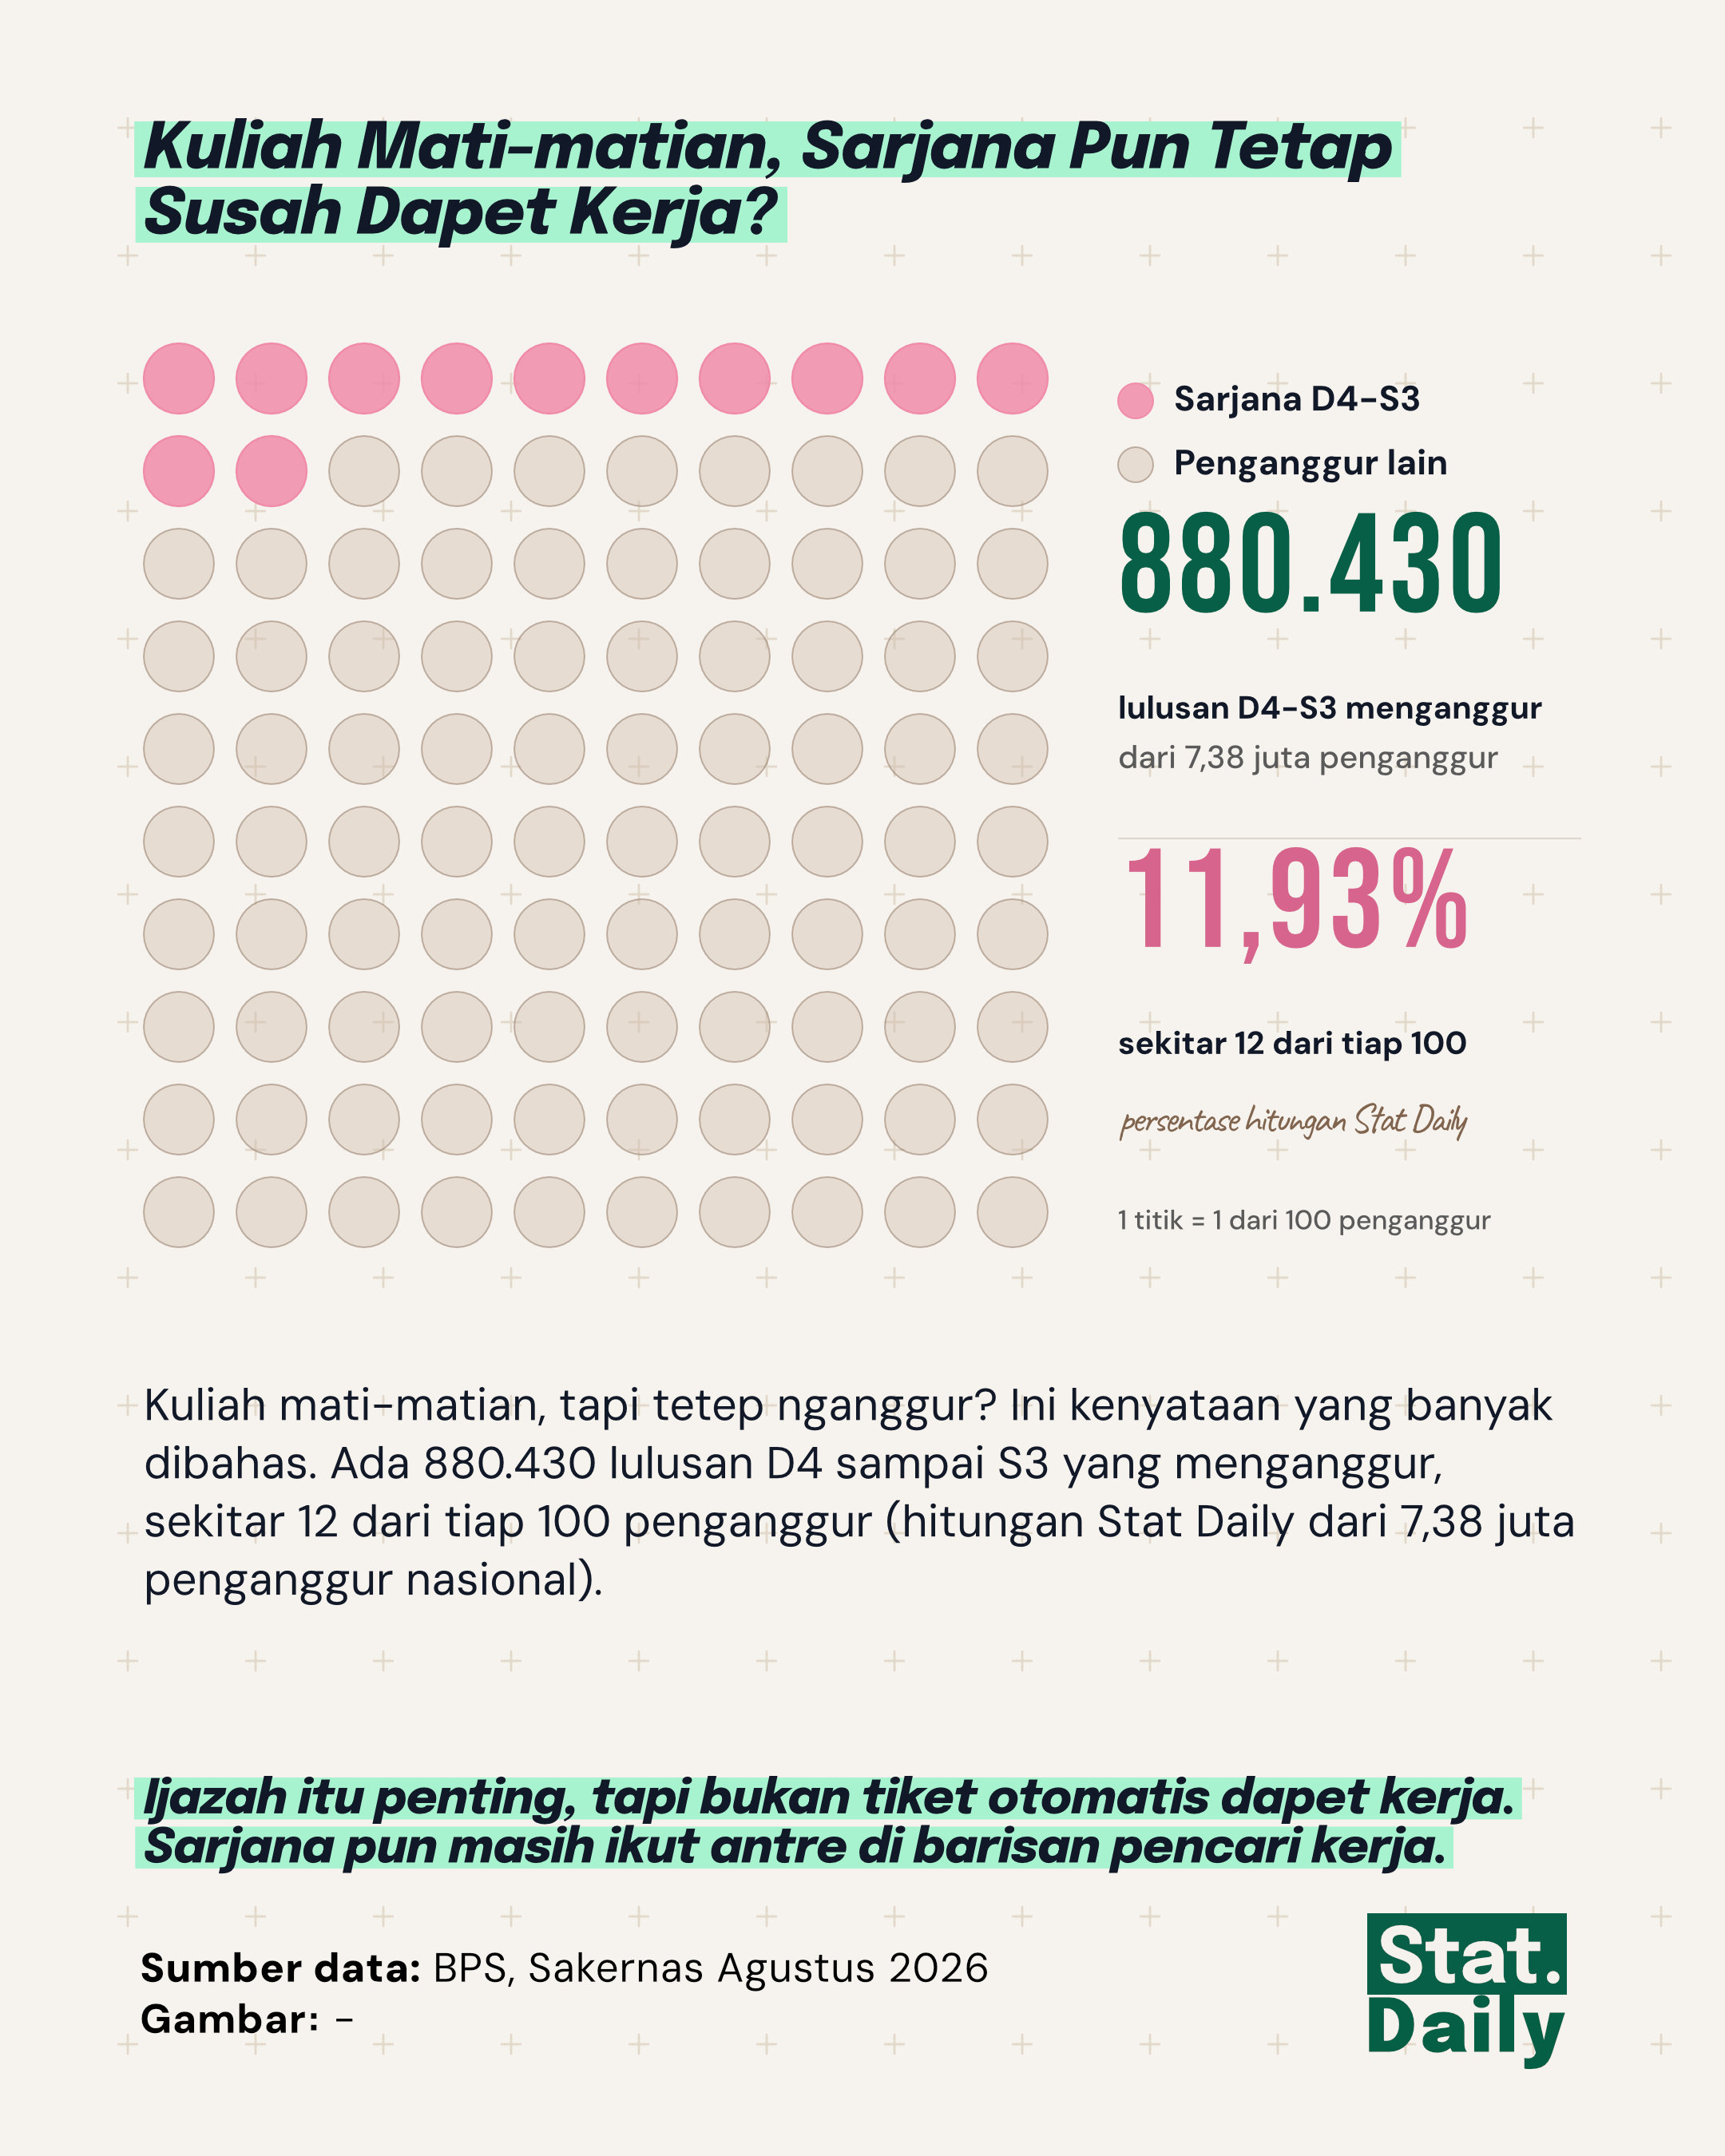 Kuliah Mati-matian, Sarjana Pun Tetap
Susah Dapet Kerja?
Sarjana D4-S3
Penganggur lain
880.430
lulusan D4-S3 menganggur
dari 7,38 juta penganggur
11,93%
sekitar 12 dari tiap 100
persentase hitungan Stat Daily
1 titik = 1 dari 100 penganggur
Kuliah mati-matian, tapi tetep nganggur? Ini kenyataan yang banyak
dibahas. Ada 880.430 lulusan D4 sampai S3 yang menganggur,
sekitar 12 dari tiap 100 penganggur (hitungan Stat Daily dari 7,38 juta
penganggur nasional).
Ijazah itu penting, tapi bukan tiket otomatis dapet kerja.
Sarjana pun masih ikut antre di barisan pencari kerja.
Sumber data: BPS, Sakernas Agustus 2026
Gambar: -
Stat.
Daily